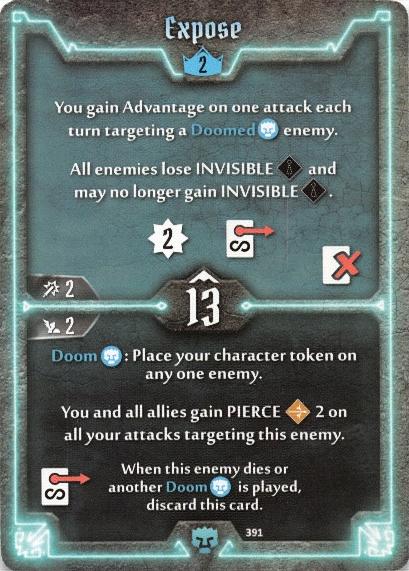 Expose
2
You gain Advantage on one attack each
turn targeting a Doomed enemy.
All enemies lose INVISIBLE and
may no longer gain INVISIBLE.
2
2
13
2
Doom: Place your character token on
any one enemy.
You and all allies gain PIERCE 2 on
all your attacks targeting this enemy.
When this enemy dies or
another Doom is played,
discard this card.
391